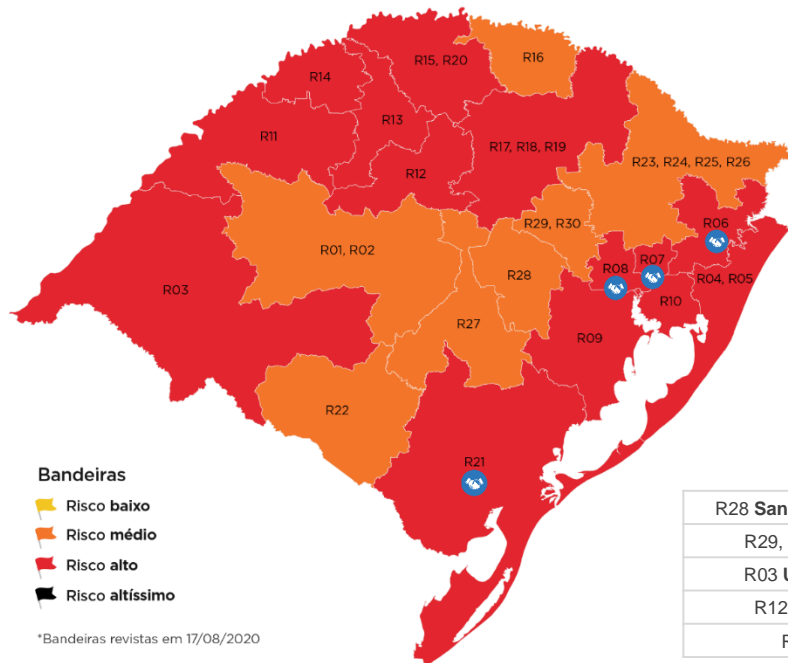 R15, R20
R16
R14
R13
R11
R17, R18, R19
R23, R24, R25, R26
R12
R06
R29, R30
R01, R02
R07
R08
R28
R04, R05
R03
R10
R27
R09
R22
R21
Bandeiras
Risco baixo
Risco médio
Risco alto
Risco altíssimo
*Bandeiras revistas em 17/08/2020
R28 San
R29,
R03
R12